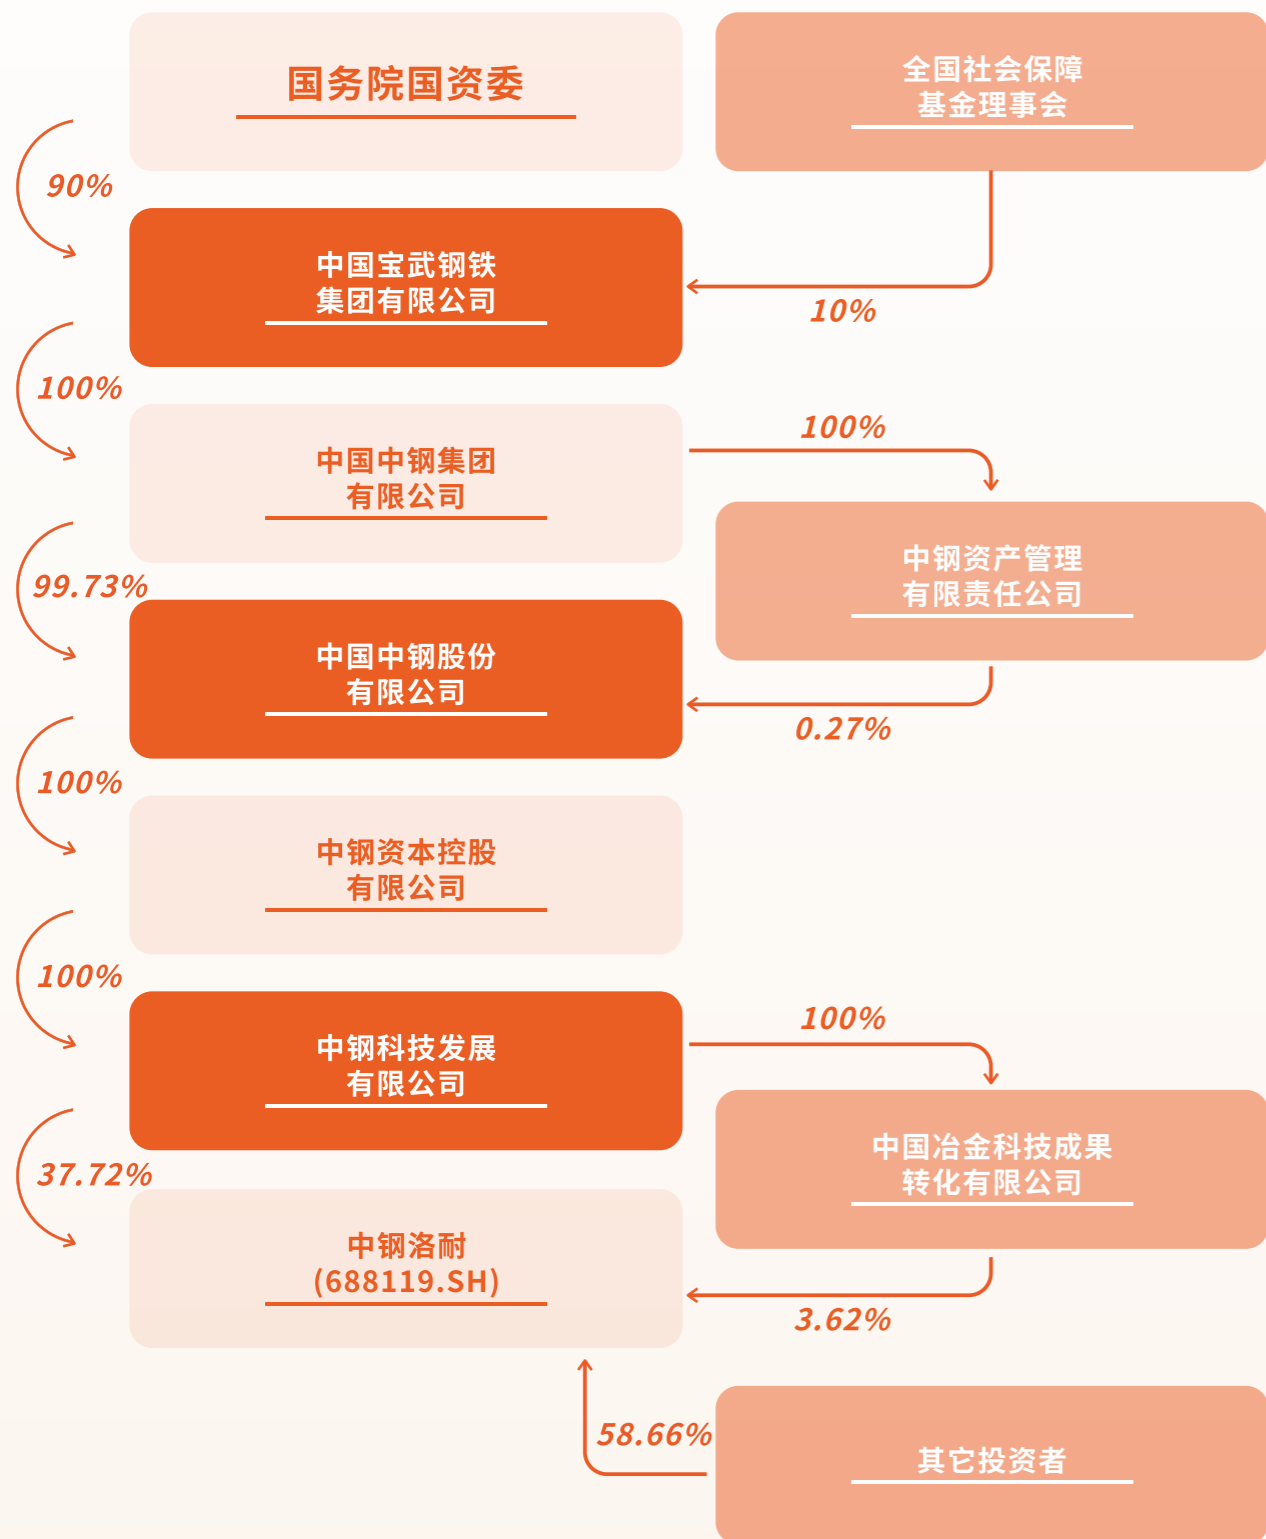 国务院国资委
全国社会保障
基金理事会
90%
中国宝武钢铁
集团有限公司
10%
100%
中国中钢集团
有限公司
100%
中钢资产管理
有限责任公司
99.73%
中国中钢股份
有限公司
0.27%
100%
中钢资本控股
有限公司
100%
中钢科技发展
有限公司
100%
中国冶金科技成果
转化有限公司
37.72%
中钢洛耐
(688119.SH)
3.62%
58.66%
其它投资者